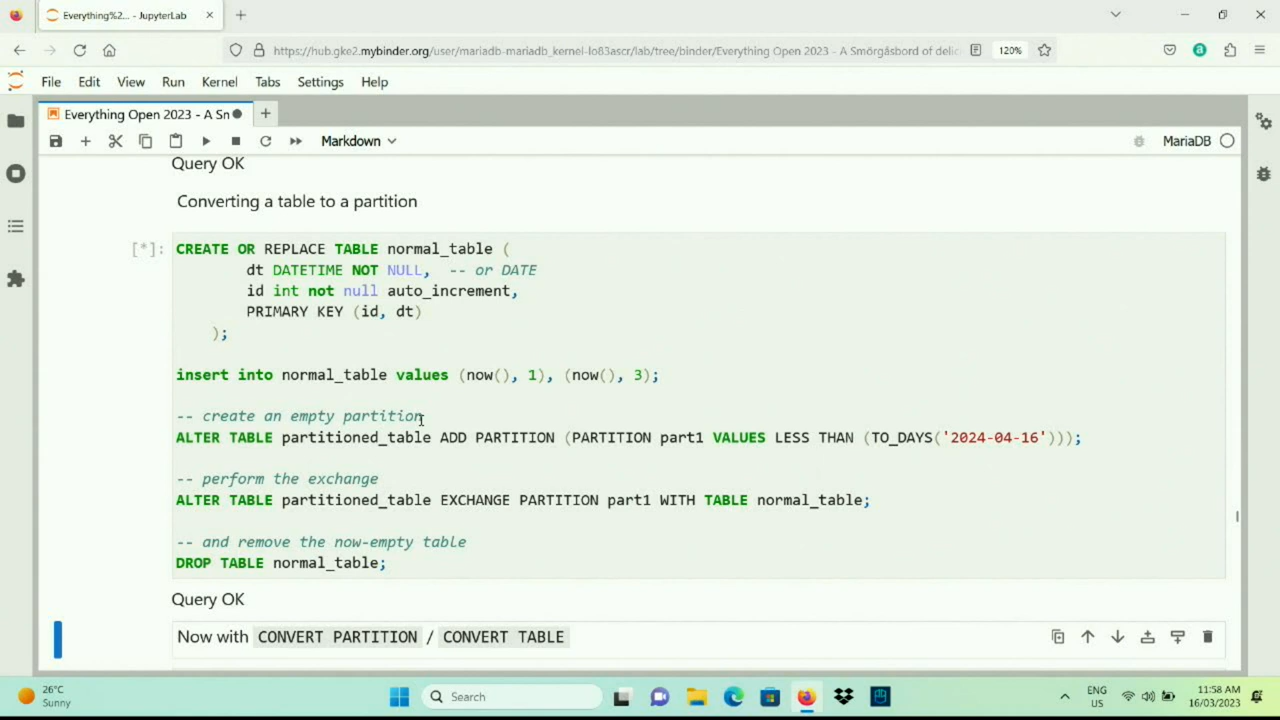 Everything%2... - JupyterLab
https://hub.gke2.mybinder.org/user/mariadb-mariadb_kernel-lo83ascr/lab/tree/binder/Everything Open 2023 - A Smörgåsbord of delic
120%
File Edit View Run Kernel Tabs Settings Help
Everything Open 2023 - A Sn
Markdown
MariaDB
Query OK
Converting a table to a partition
[*]:
CREATE OR REPLACE TABLE normal_table (
dt DATETIME NOT NULL, -- or DATE
id int not null auto_increment,
PRIMARY KEY (id, dt)
);
insert into normal_table values (now(), 1), (now(), 3);
-- create an empty partition
ALTER TABLE partitioned_table ADD PARTITION (PARTITION part1 VALUES LESS THAN (TO_DAYS('2024-04-16')));
-- perform the exchange
ALTER TABLE partitioned_table EXCHANGE PARTITION part1 WITH TABLE normal_table;
-- and remove the now-empty table
DROP TABLE normal_table;
Query OK
Now with CONVERT PARTITION / CONVERT TABLE
26°C
Sunny
Search
ENG
US
11:58 AM
16/03/2023